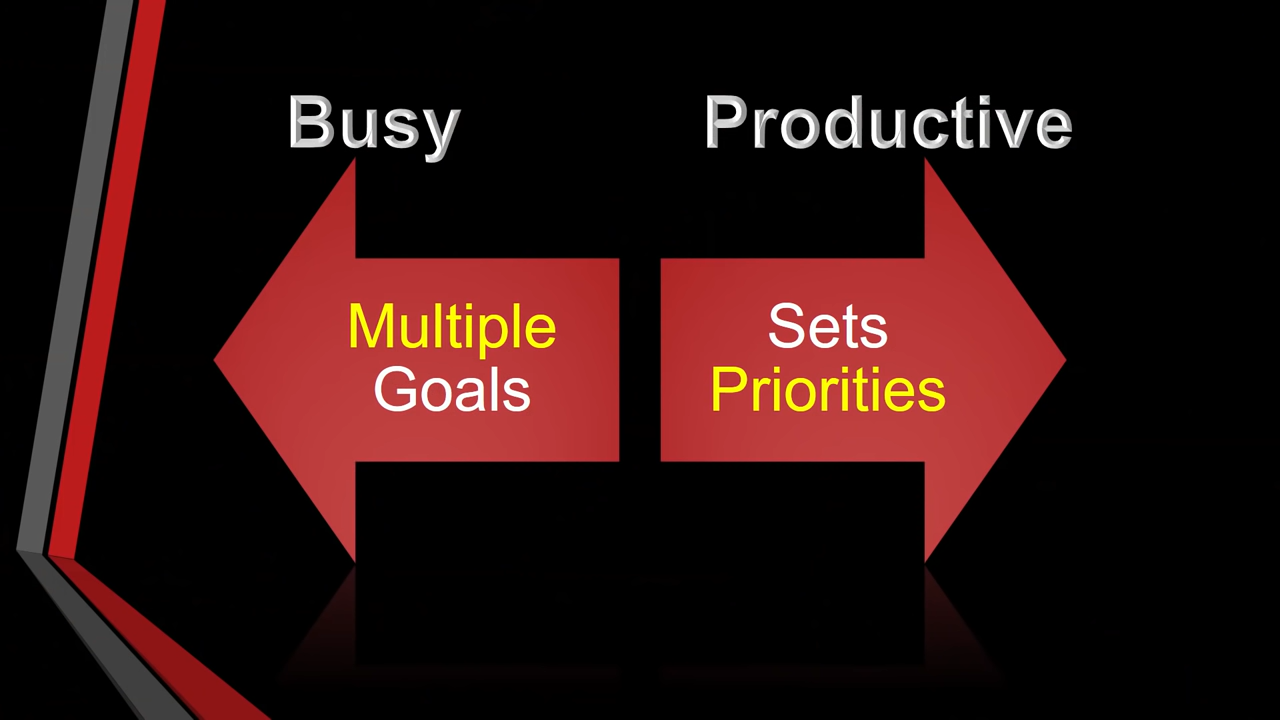 Busy
Productive
Multiple
Goals
Sets
Priorities